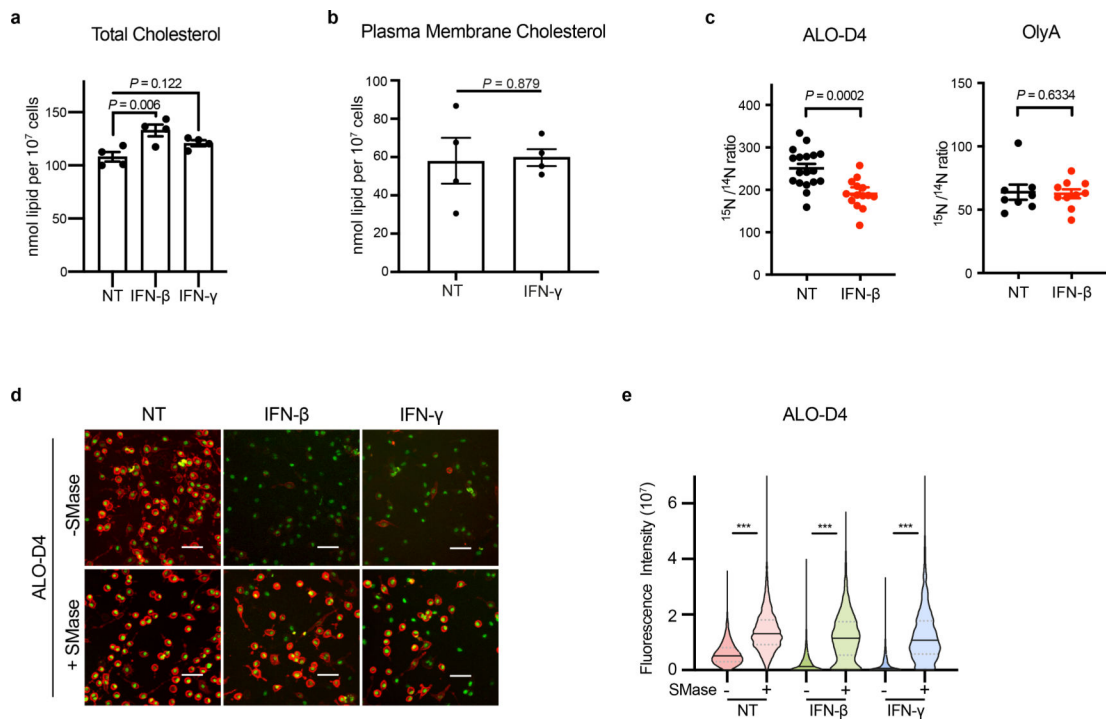 a
Total Cholesterol
P = 0.122
P = 0.006
nmol lipid per 10⁷ cells
150
100
50
0
NT IFN-β IFN-γ
b
Plasma Membrane Cholesterol
P = 0.879
nmol lipid per 10⁷ cells
100
80
60
40
20
0
NT IFN-γ
c
ALO-D4
P = 0.0002
¹⁵N /¹⁴N ratio
400
300
200
100
0
NT IFN-β
OlyA
P = 0.6334
¹⁵N /¹⁴N ratio
150
100
50
0
NT IFN-β
d
NT IFN-β IFN-γ
ALO-D4
-SMase
+ SMase
e
ALO-D4
Fluorescence Intensity (10⁷)
6
4
2
0
*** *** ***
SMase - + - + - +
NT IFN-β IFN-γ